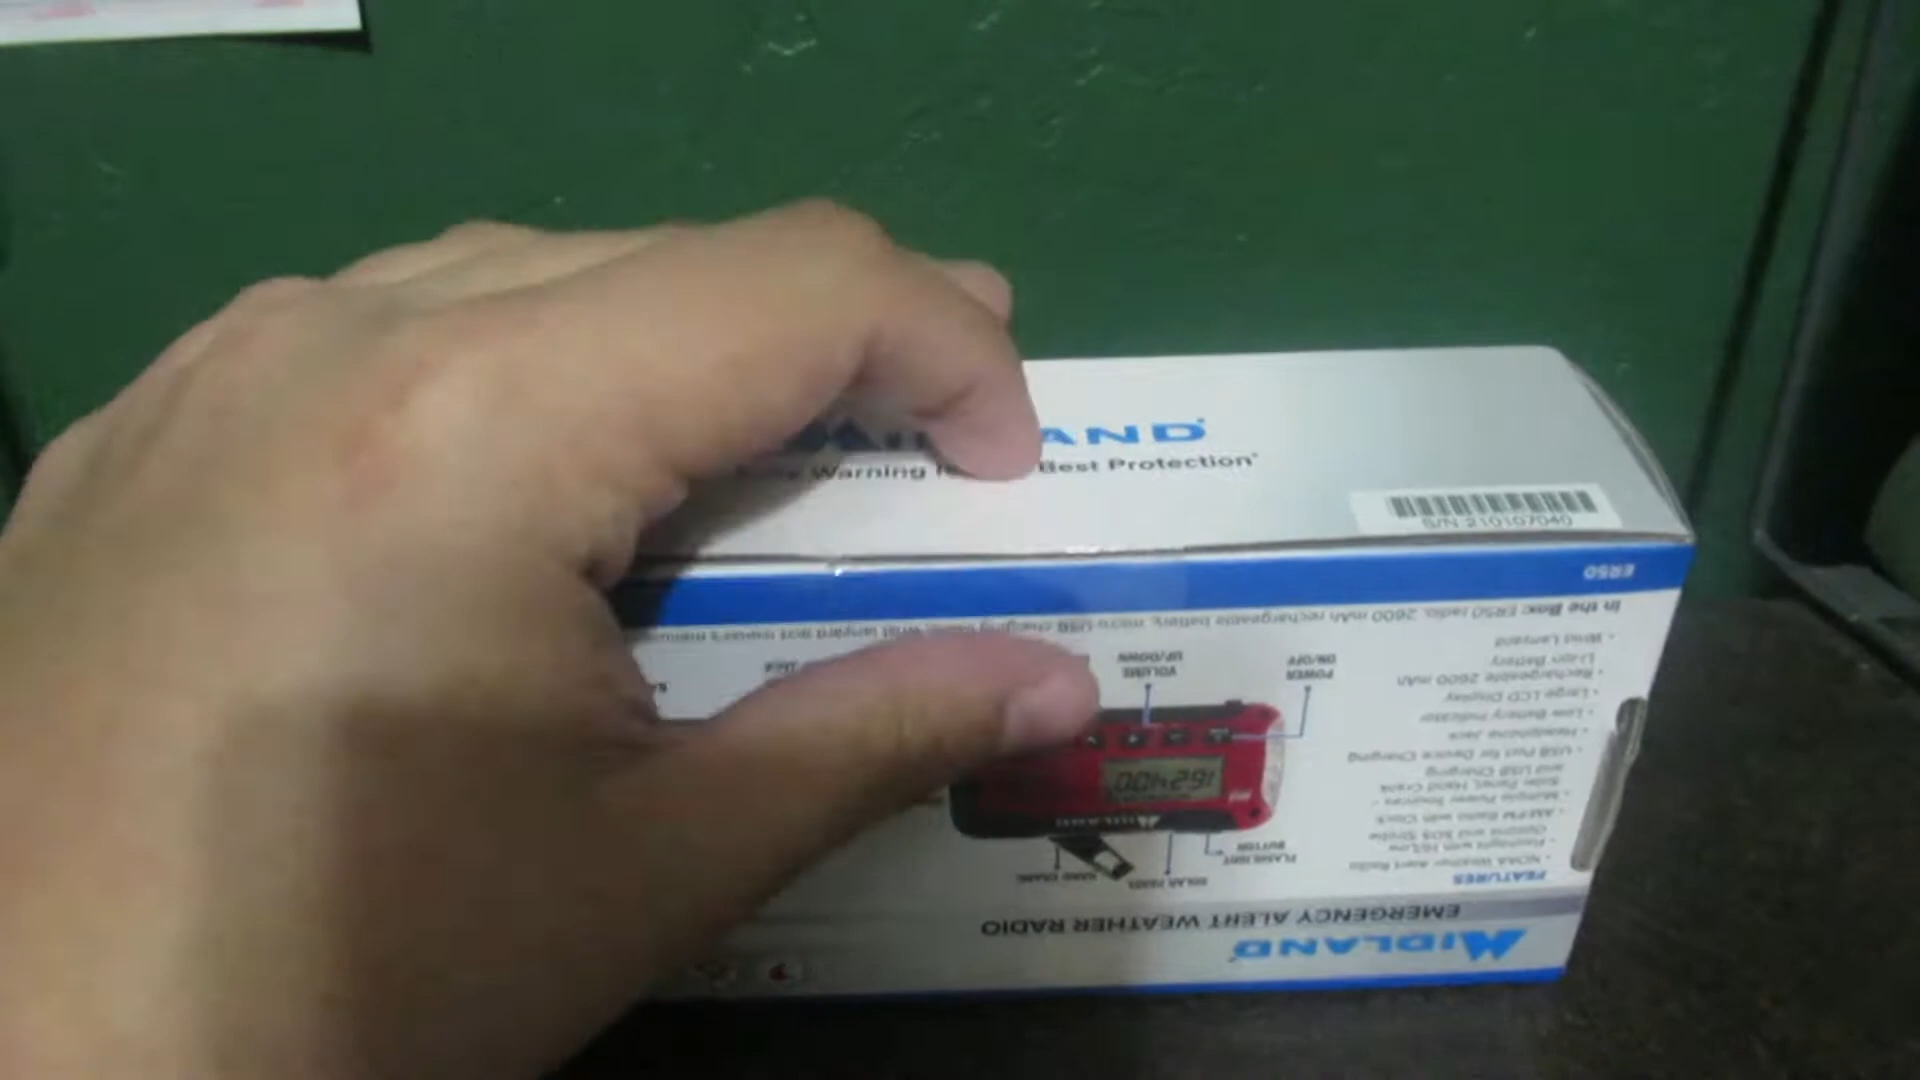 MIDLAND
Warning Best Protection
S/N:210107040
ER50
In the Box: ER50 radio, 2600 mAh rechargeable battery, micro-USB charging cable, wrist lanyard and owner's manual
• Wrist Lanyard
Li-ion Battery
• Rechargeable 2600 mAh
• Large LCD Display
• Low Battery Indicator
• Headphone Jack
• USB Port for Device Charging
and USB Charging
Solar Panel, Hand Crank
• Multiple Power Sources -
• AM/FM Radio with Clock
Options and SOS Strobe
• Flashlight with Hi/Low
• NOAA Weather Alert Radio
FEATURES
VOLUME
UP/DOWN
POWER
ON/OFF
MIDLAND
FLASHLIGHT
BUTTON
SOLAR PANEL
HAND CRANK
EMERGENCY ALERT WEATHER RADIO
MIDLAND